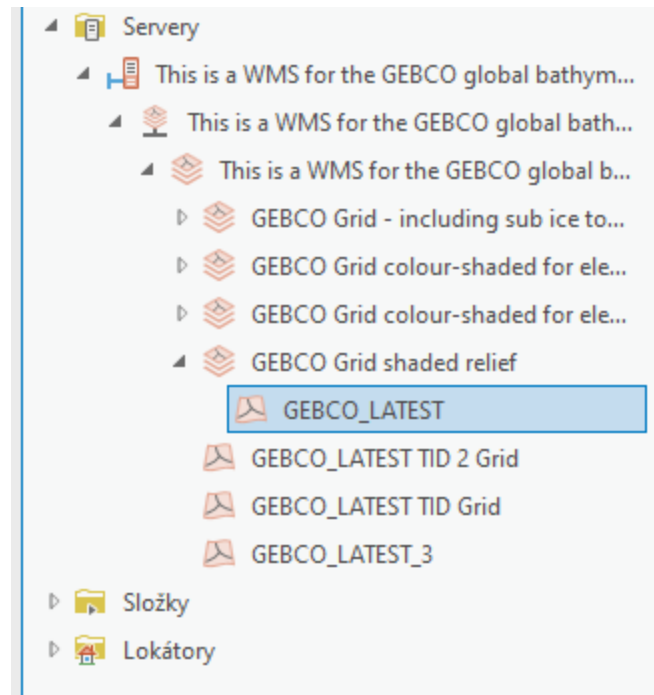 Servery
This is a WMS for the GEBCO global bathym...
This is a WMS for the GEBCO global bath...
This is a WMS for the GEBCO global b...
GEBCO Grid - including sub ice to...
GEBCO Grid colour-shaded for ele...
GEBCO Grid colour-shaded for ele...
GEBCO Grid shaded relief
GEBCO_LATEST
GEBCO_LATEST TID 2 Grid
GEBCO_LATEST TID Grid
GEBCO_LATEST_3
Složky
Lokátory